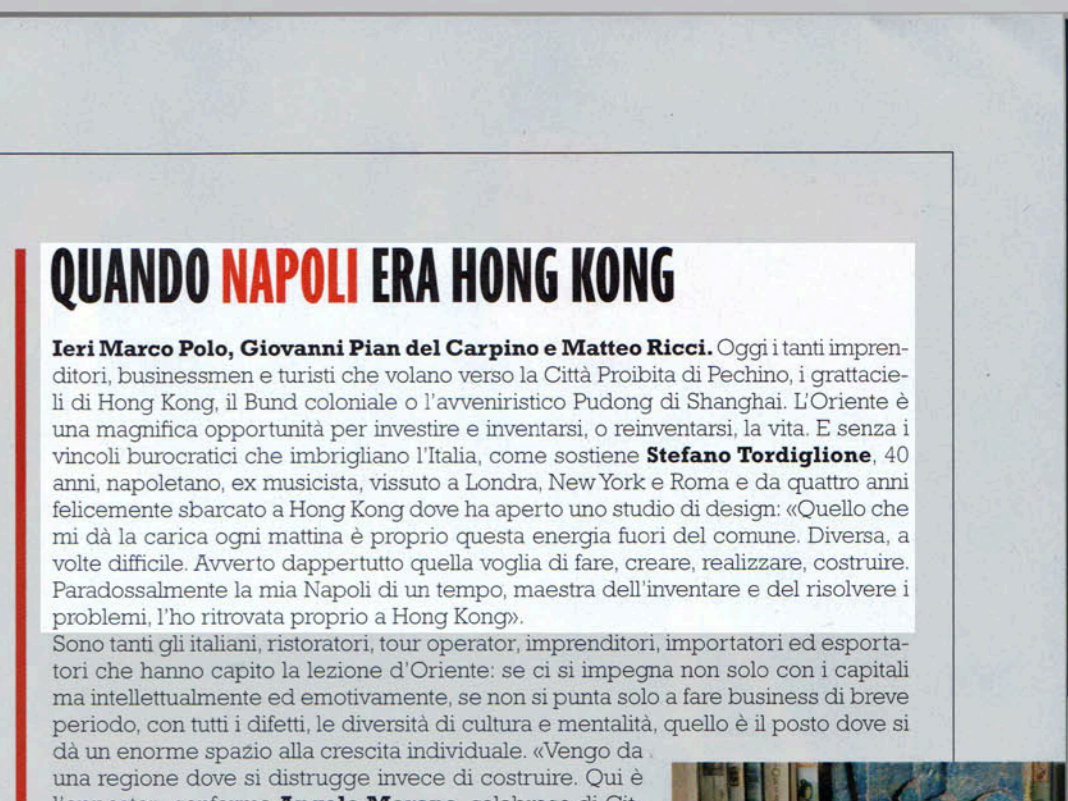 QUANDO NAPOLI ERA HONG KONG
Ieri Marco Polo, Giovanni Pian del Carpino e Matteo Ricci. Oggi i tanti impren-
ditori, businessmen e turisti che volano verso la Città Proibita di Pechino, i grattacie-
li di Hong Kong, il Bund coloniale o l'avveniristico Pudong di Shanghai. L'Oriente è
una magnifica opportunità per investire e inventarsi, o reinventarsi, la vita. E senza i
vincoli burocratici che imbrigliano l'Italia, come sostiene Stefano Tordiglione, 40
anni, napoletano, ex musicista, vissuto a Londra, New York e Roma e da quattro anni
felicemente sbarcato a Hong Kong dove ha aperto uno studio di design: «Quello che
mi dà la carica ogni mattina è proprio questa energia fuori del comune. Diversa, a
volte difficile. Avverto dappertutto quella voglia di fare, creare, realizzare, costruire.
Paradossalmente la mia Napoli di un tempo, maestra dell'inventare e del risolvere i
problemi, l'ho ritrovata proprio a Hong Kong».
Sono tanti gli italiani, ristoratori, tour operator, imprenditori, importatori ed esporta-
tori che hanno capito la lezione d'Oriente: se ci si impegna non solo con i capitali
ma intellettualmente ed emotivamente, se non si punta solo a fare business di breve
periodo, con tutti i difetti, le diversità di cultura e mentalità, quello è il posto dove si
dà un enorme spazio alla crescita individuale. «Vengo da
una regione dove si distrugge invece di costruire. Qui è